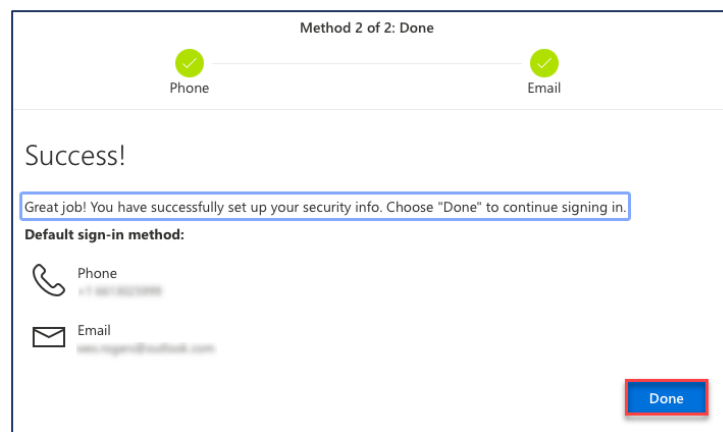 Method 2 of 2: Done
Phone
Email
Success!
Great job! You have successfully set up your security info. Choose "Done" to continue signing in.
Default sign-in method:
Phone
Email
Done